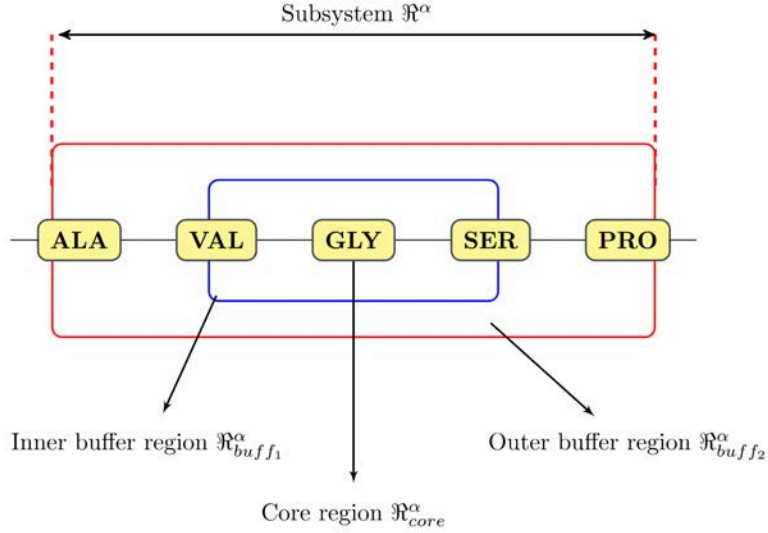 Subsystem ℜ^α
ALA VAL GLY SER PRO
Inner buffer region ℜ^α_{buff_1}
Outer buffer region ℜ^α_{buff_2}
Core region ℜ^α_{core}